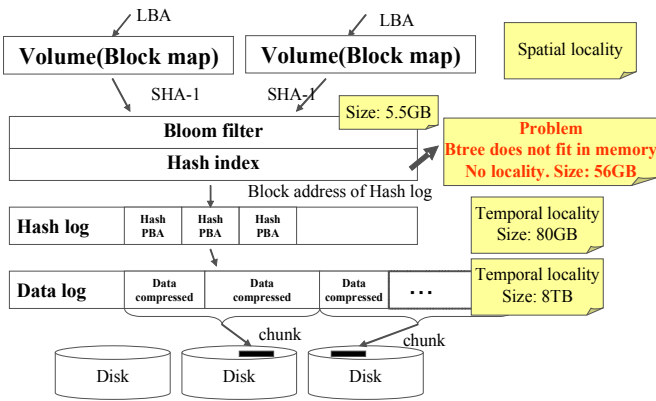 LBA
LBA
Volume(Block map)
Volume(Block map)
Spatial locality
SHA-1
SHA-1
Size: 5.5GB
Bloom filter
Hash index
Problem
Btree does not fit in memory
No locality. Size: 56GB
Block address of Hash log
Hash log
Hash
PBA
Hash
PBA
Hash
PBA
Temporal locality
Size: 80GB
Data log
Data
compressed
Data
compressed
Data
compressed
...
Temporal locality
Size: 8TB
chunk
chunk
Disk
Disk
Disk